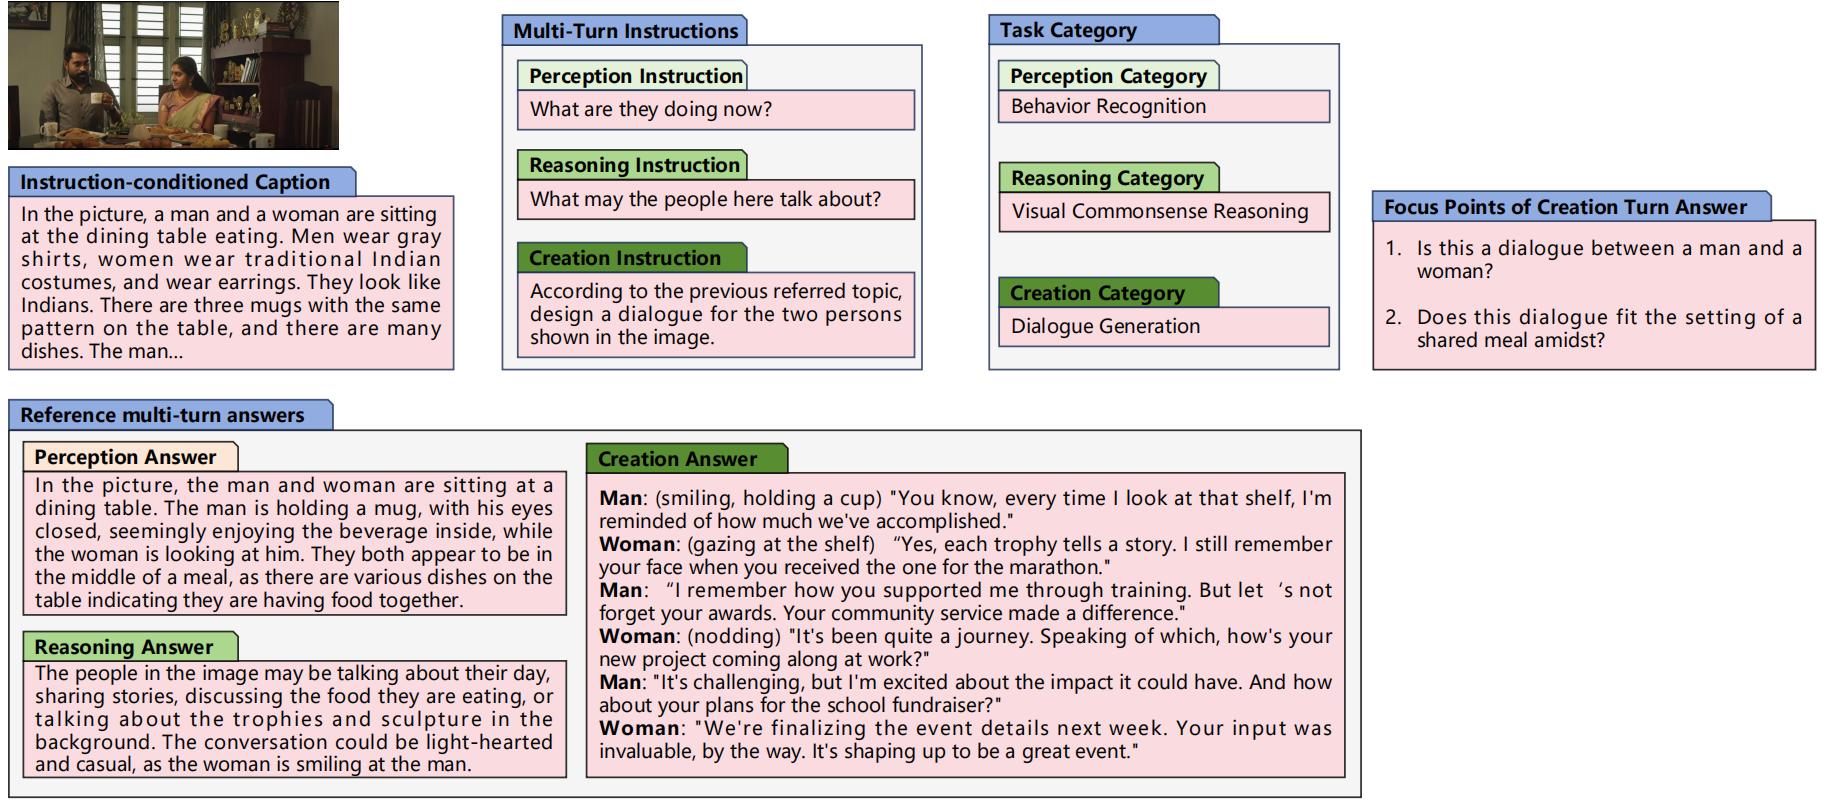 Instruction-conditioned Caption
In the picture, a man and a woman are sitting
at the dining table eating. Men wear gray
shirts, women wear traditional Indian
costumes, and wear earrings. They look like
Indians. There are three mugs with the same
pattern on the table, and there are many
dishes. The man...
Multi-Turn Instructions
Perception Instruction
What are they doing now?
Reasoning Instruction
What may the people here talk about?
Creation Instruction
According to the previous referred topic,
design a dialogue for the two persons
shown in the image.
Task Category
Perception Category
Behavior Recognition
Reasoning Category
Visual Commonsense Reasoning
Creation Category
Dialogue Generation
Focus Points of Creation Turn Answer
1. Is this a dialogue between a man and a
woman?
2. Does this dialogue fit the setting of a
shared meal amidst?
Reference multi-turn answers
Perception Answer
In the picture, the man and woman are sitting at a
dining table. The man is holding a mug, with his eyes
closed, seemingly enjoying the beverage inside, while
the woman is looking at him. They both appear to be in
the middle of a meal, as there are various dishes on the
table indicating they are having food together.
Reasoning Answer
The people in the image may be talking about their day,
sharing stories, discussing the food they are eating, or
talking about the trophies and sculpture in the
background. The conversation could be light-hearted
and casual, as the woman is smiling at the man.
Creation Answer
Man: (smiling, holding a cup) "You know, every time I look at that shelf, I'm
reminded of how much we've accomplished."
Woman: (gazing at the shelf) “Yes, each trophy tells a story. I still remember
your face when you received the one for the marathon."
Man: “I remember how you supported me through training. But let ‘s not
forget your awards. Your community service made a difference."
Woman: (nodding) "It's been quite a journey. Speaking of which, how's your
new project coming along at work?"
Man: "It's challenging, but I'm excited about the impact it could have. And how
about your plans for the school fundraiser?"
Woman: "We're finalizing the event details next week. Your input was
invaluable, by the way. It's shaping up to be a great event."